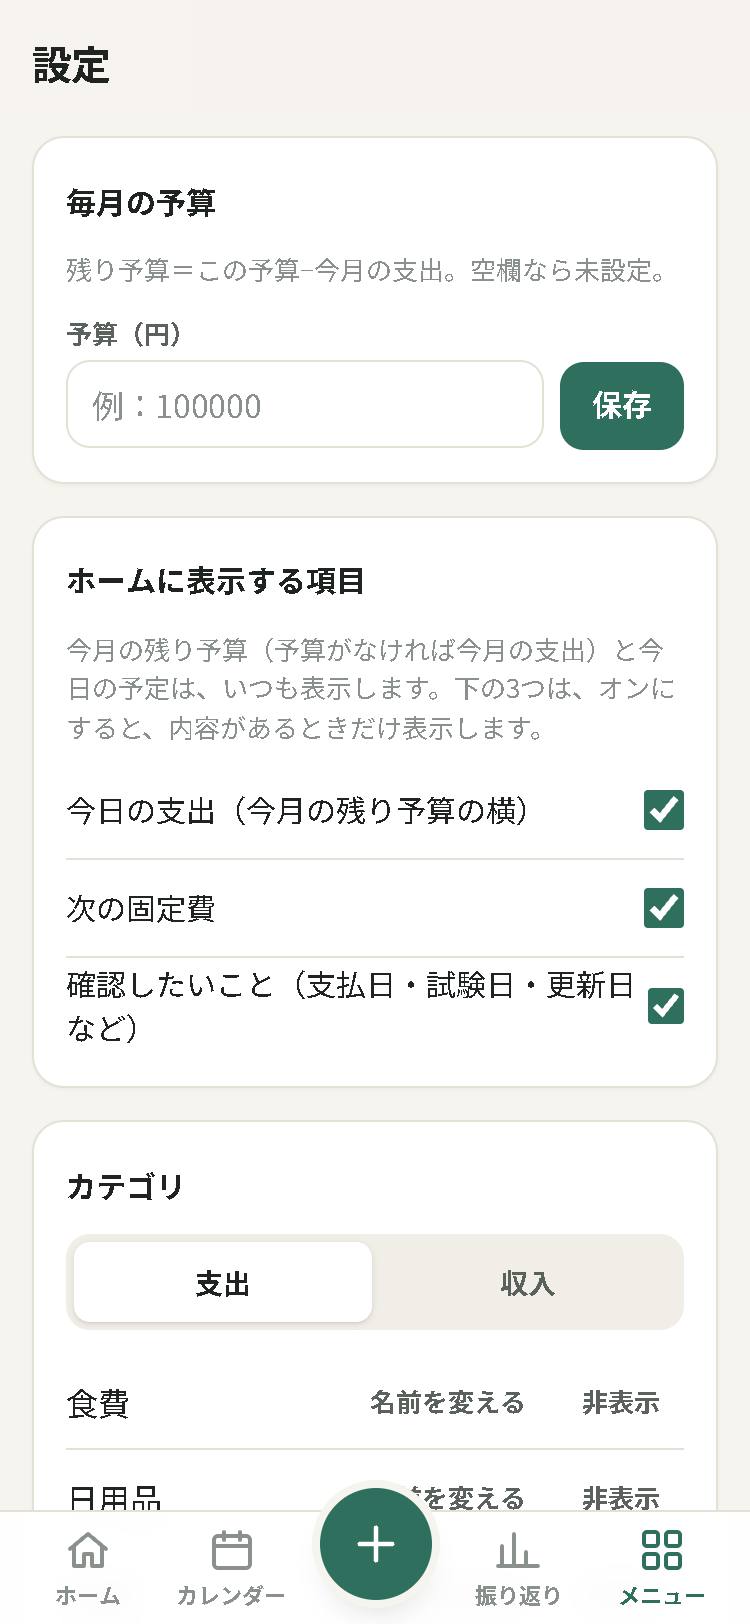 設定
毎月の予算
残り予算＝この予算−今月の支出。空欄なら未設定。
予算（円）
例：100000
保存
ホームに表示する項目
今月の残り予算（予算がなければ今月の支出）と今
日の予定は、いつも表示します。下の3つは、オンに
すると、内容があるときだけ表示します。
今日の支出（今月の残り予算の横）
次の固定費
確認したいこと（支払日・試験日・更新日
など）
カテゴリ
支出 収入
食費 名前を変える 非表示
日用品 前を変える 非表示
ホーム カレンダー 振り返り メニュー